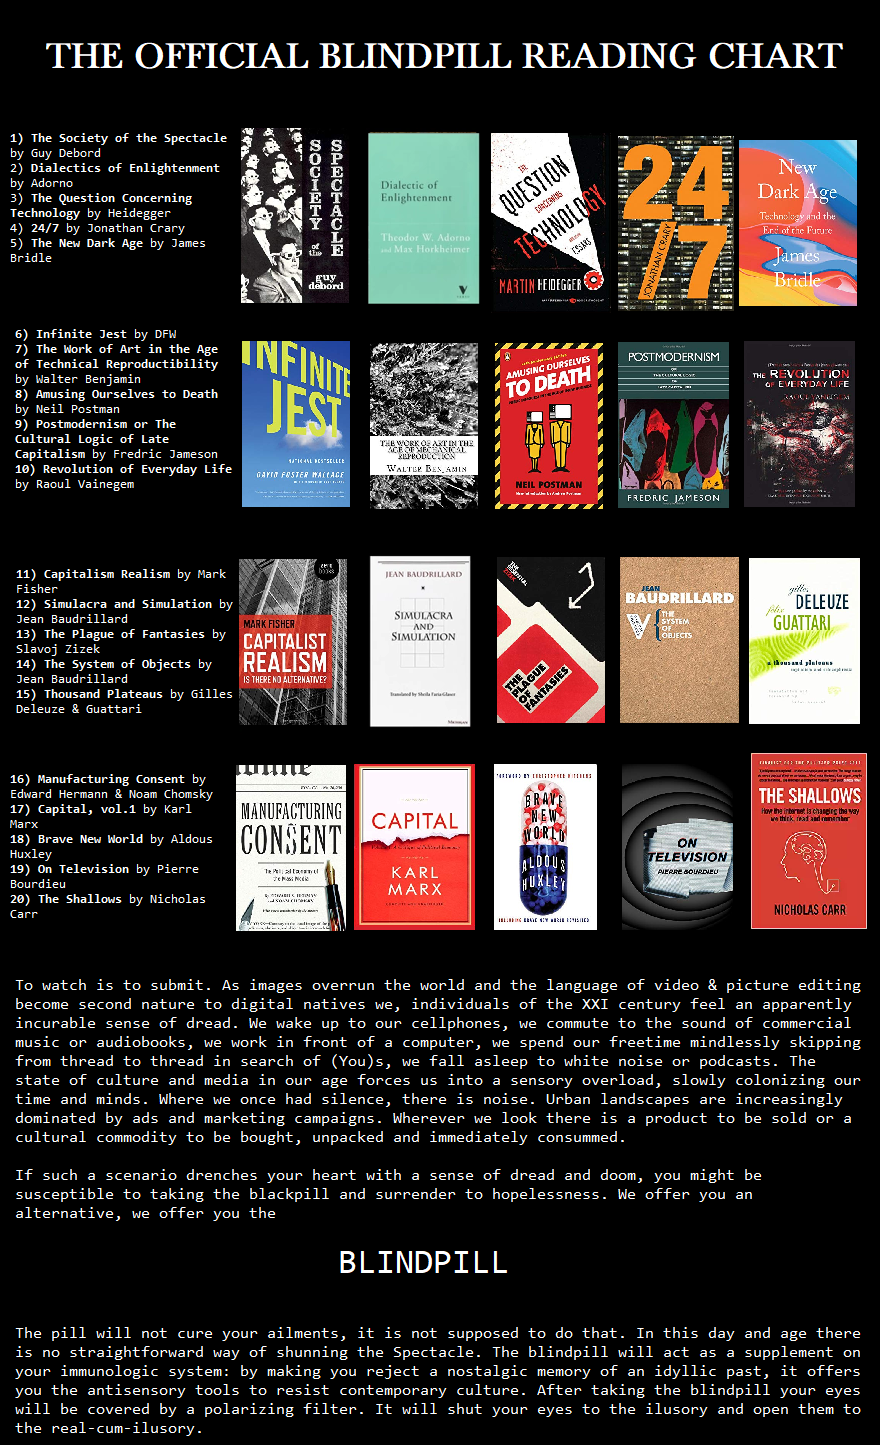 THE OFFICIAL BLINDPILL READING CHART
1) The Society of the Spectacle
by Guy Debord
2) Dialectics of Enlightenment
by Adorno
3) The Question Concerning
Technology by Heidegger
4) 24/7 by Jonathan Crary
5) The New Dark Age by James
Bridle
SOCIETY
of
the
SPECTACLE
guy
debord
Dialectic of
Enlightenment
Theodor W. Adorno
and Max Horkheimer
THE
QUESTION
CONCERNING
TECHNOLOGY
ESSAYS
MARTIN HEIDEGGER
24
/7
JONATHAN CRARY
New
Dark Age
Technology and the
End of the Future
James
Bridle
6) Infinite Jest by DFW
7) The Work of Art in the Age
of Technical Reproductibility
by Walter Benjamin
8) Amusing Ourselves to Death
by Neil Postman
9) Postmodernism or The
Cultural Logic of Late
Capitalism by Fredric Jameson
10) Revolution of Everyday Life
by Raoul Vainegem
INFINITE
JEST
NATIONAL BESTSELLER
DAVID FOSTER WALLACE
THE WORK OF ART IN THE
AGE OF MECHANICAL
REPRODUCTION
WALTER BENJAMIN
AMUSING OURSELVES
TO DEATH
NEIL POSTMAN
New Introduction by Andrew Postman
POSTMODERNISM
OR
THE CULTURAL LOGIC
OF
LATE CAPITALISM
FREDRIC JAMESON
THE REVOLUTION
OF EVERYDAY LIFE
RAOUL VANEIGEM
11) Capitalism Realism by Mark
Fisher
12) Simulacra and Simulation by
Jean Baudrillard
13) The Plague of Fantasies by
Slavoj Zizek
14) The System of Objects by
Jean Baudrillard
15) Thousand Plateaus by Gilles
Deleuze & Guattari
zero
books
MARK FISHER
CAPITALIST
REALISM
IS THERE NO ALTERNATIVE?
JEAN BAUDRILLARD
SIMULACRA
AND
SIMULATION
Translated by Sheila Faria Glaser
THE
ESSENTIAL
ŽIŽEK
THE
PLAGUE
OF
FANTASIES
JEAN
BAUDRILLARD
V
THE
SYSTEM
OF
OBJECTS
gilles
DELEUZE
félix
GUATTARI
a thousand plateaus
capitalism and schizophrenia
16) Manufacturing Consent by
Edward Hermann & Noam Chomsky
17) Capital, vol.1 by Karl
Marx
18) Brave New World by Aldous
Huxley
19) On Television by Pierre
Bourdieu
20) The Shallows by Nicholas
Carr
MANUFACTURING
CONSENT
The Political Economy of
the Mass Media
CAPITAL
KARL
MARX
FOREWORD BY CHRISTOPHER HITCHENS
BRAVE
NEW
WORLD
ALDOUS
HUXLEY
INCLUDING BRAVE NEW WORLD REVISITED
ON
TELEVISION
PIERRE BOURDIEU
THE SHALLOWS
How the internet is changing the way
we think, read and remember
NICHOLAS CARR
To watch is to submit. As images overrun the world and the language of video & picture editing
become second nature to digital natives we, individuals of the XXI century feel an apparently
incurable sense of dread. We wake up to our cellphones, we commute to the sound of commercial
music or audiobooks, we work in front of a computer, we spend our freetime mindlessly skipping
from thread to thread in search of (You)s, we fall asleep to white noise or podcasts. The
state of culture and media in our age forces us into a sensory overload, slowly colonizing our
time and minds. Where we once had silence, there is noise. Urban landscapes are increasingly
dominated by ads and marketing campaigns. Wherever we look there is a product to be sold or a
cultural commodity to be bought, unpacked and immediately consummed.
If such a scenario drenches your heart with a sense of dread and doom, you might be
susceptible to taking the blackpill and surrender to hopelessness. We offer you an
alternative, we offer you the
BLINDPILL
The pill will not cure your ailments, it is not supposed to do that. In this day and age there
is no straightforward way of shunning the Spectacle. The blindpill will act as a supplement on
your immunologic system: by making you reject a nostalgic memory of an idyllic past, it offers
you the antisensory tools to resist contemporary culture. After taking the blindpill your eyes
will be covered by a polarizing filter. It will shut your eyes to the ilusory and open them to
the real-cum-ilusory.